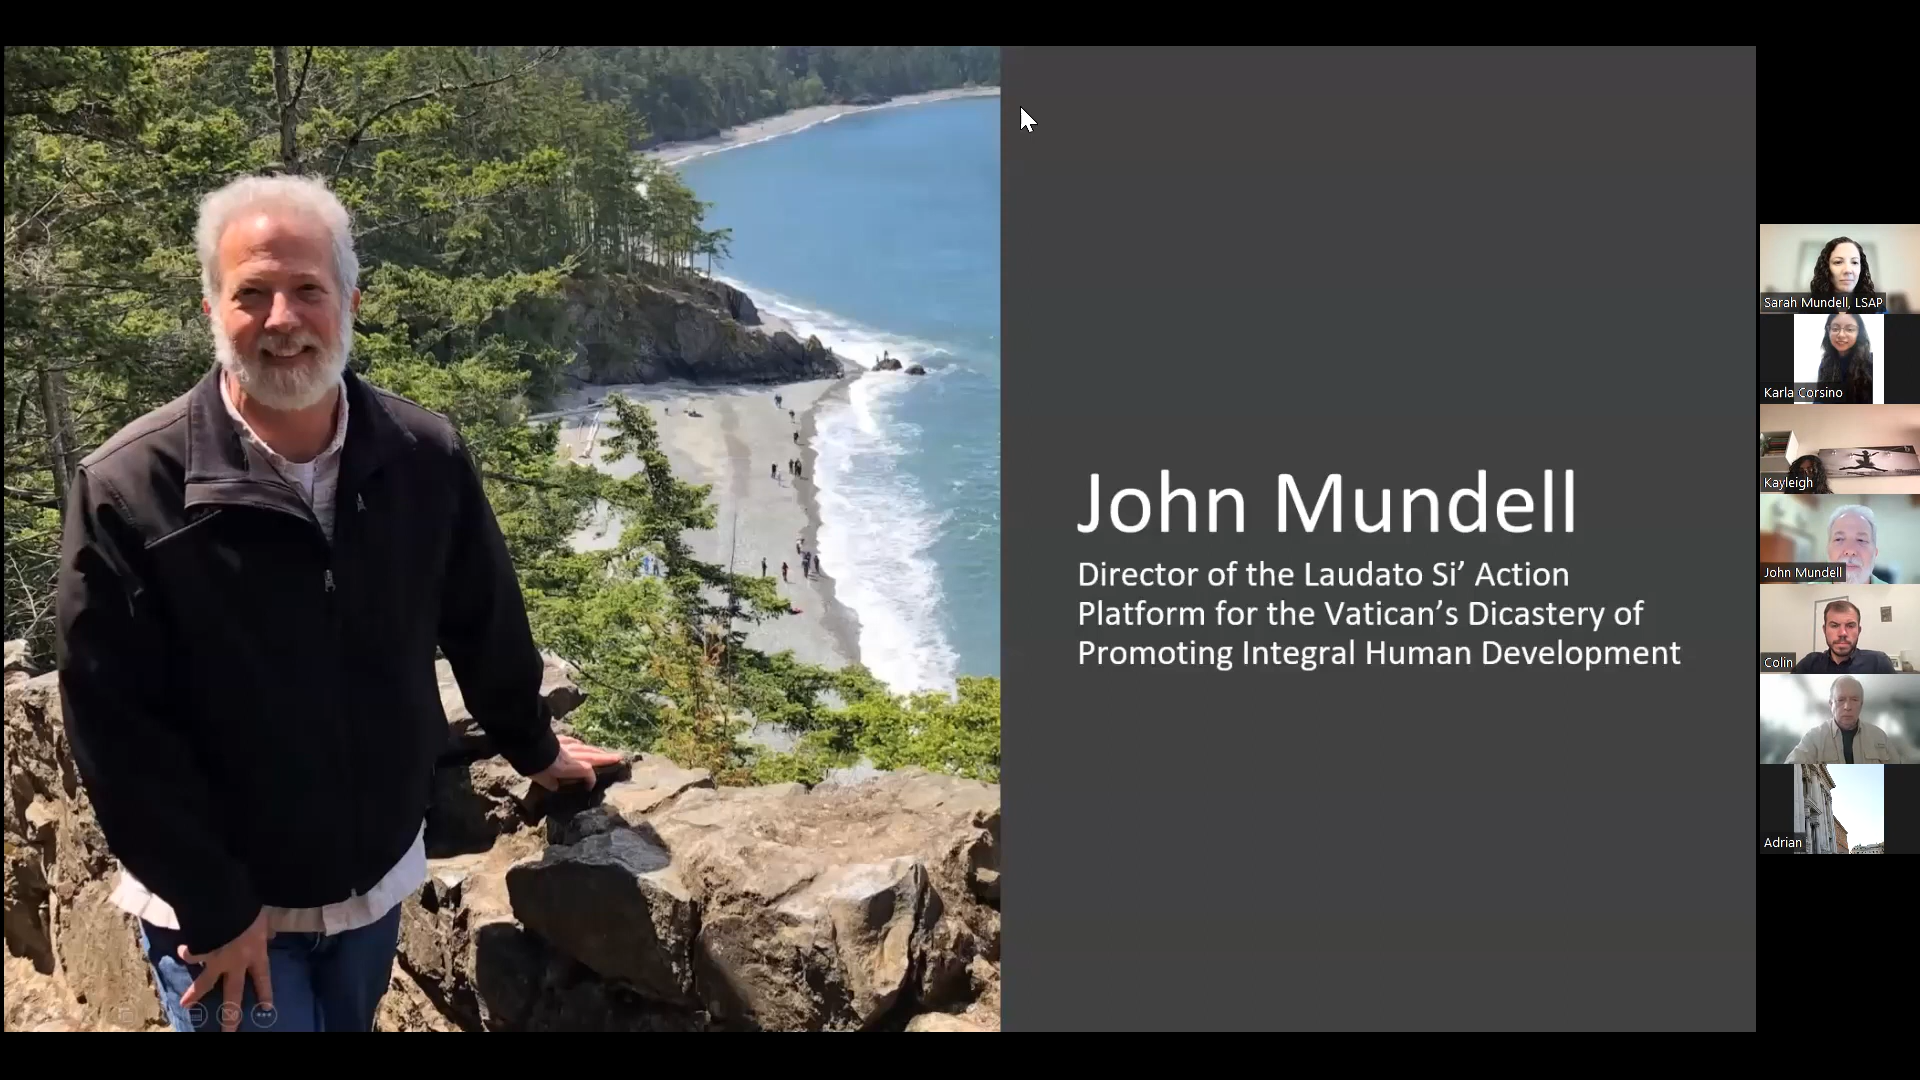 John Mundell
Director of the Laudato Si’ Action
Platform for the Vatican’s Dicastery of
Promoting Integral Human Development
Sarah Mundell, LSAP
Karla Corsino
Kayleigh
John Mundell
Colin
Adrian